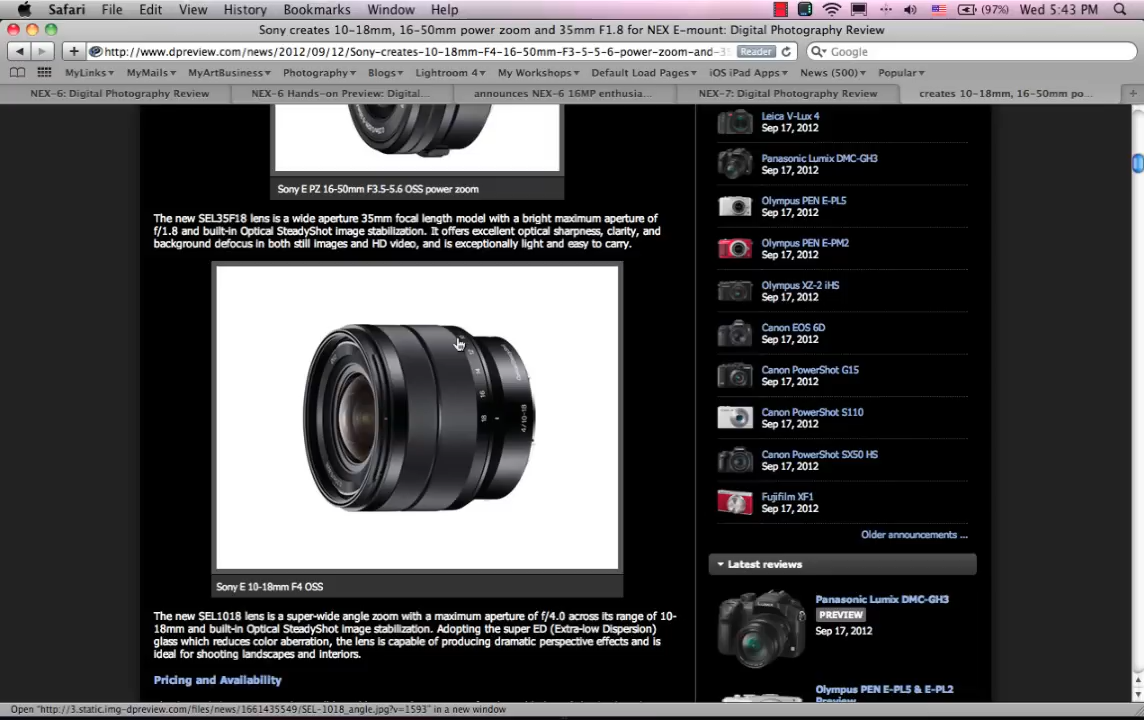 Safari File Edit View History Bookmarks Window Help (97%) Wed 5:43 PM
Sony creates 10-18mm, 16-50mm power zoom and 35mm F1.8 for NEX E-mount: Digital Photography Review
http://www.dpreview.com/news/2012/09/12/Sony-creates-10-18mm-F4-16-50mm-F3-5-5-6-power-zoom-and-35 Reader Google
MyLinks MyMails MyArtBusiness Photography Blogs Lightroom 4 My Workshops Default Load Pages iOS iPad Apps News (500) Popular
NEX-6: Digital Photography Review NEX-6 Hands-on Preview: Digital... announces NEX-6 16MP enthusia... NEX-7: Digital Photography Review creates 10-18mm, 16-50mm po...
Sony E PZ 16-50mm F3.5-5.6 OSS power zoom
The new SEL35F18 lens is a wide aperture 35mm focal length model with a bright maximum aperture of
f/1.8 and built-in Optical SteadyShot image stabilization. It offers excellent optical sharpness, clarity, and
background defocus in both still images and HD video, and is exceptionally light and easy to carry.
14
16
18
4/10-18
Sony E 10-18mm F4 OSS
The new SEL1018 lens is a super-wide angle zoom with a maximum aperture of f/4.0 across its range of 10-
18mm and built-in Optical SteadyShot image stabilization. Adopting the super ED (Extra-low Dispersion)
glass which reduces color aberration, the lens is capable of producing dramatic perspective effects and is
ideal for shooting landscapes and interiors.
Pricing and Availability
Leica V-Lux 4
Sep 17, 2012
Panasonic Lumix DMC-GH3
Sep 17, 2012
Olympus PEN E-PL5
Sep 17, 2012
Olympus PEN E-PM2
Sep 17, 2012
Olympus XZ-2 iHS
Sep 17, 2012
Canon EOS 6D
Sep 17, 2012
Canon PowerShot G15
Sep 17, 2012
Canon PowerShot S110
Sep 17, 2012
Canon PowerShot SX50 HS
Sep 17, 2012
Fujifilm XF1
Sep 17, 2012
Older announcements ...
Latest reviews
Panasonic Lumix DMC-GH3
PREVIEW
Sep 17, 2012
Olympus PEN E-PL5 & E-PL2
Open "http://3.static.img-dpreview.com/files/news/1661435549/SEL-1018_angle.jpg?v=1593" in a new window